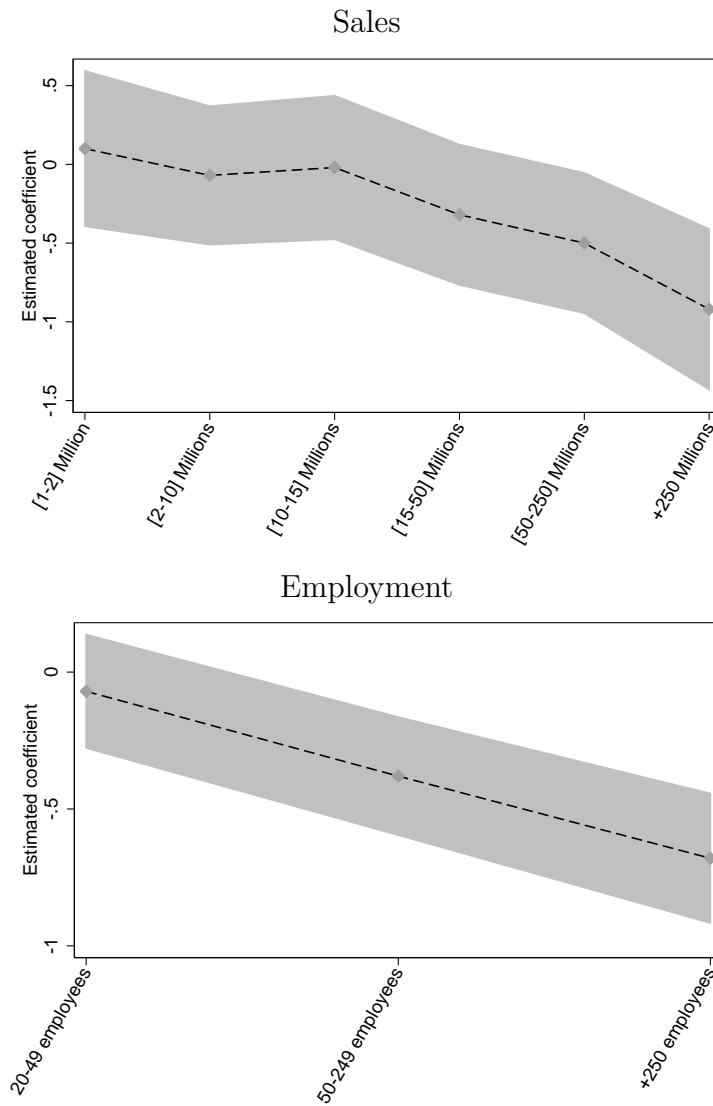 Sales
Estimated coefficient
.5
0
-.5
-1
-1.5
[1-2] Million
[2-10] Millions
[10-15] Millions
[15-50] Millions
[50-250] Millions
+250 Millions
Employment
Estimated coefficient
0
-.5
-1
20-49 employees
50-249 employees
+250 employees